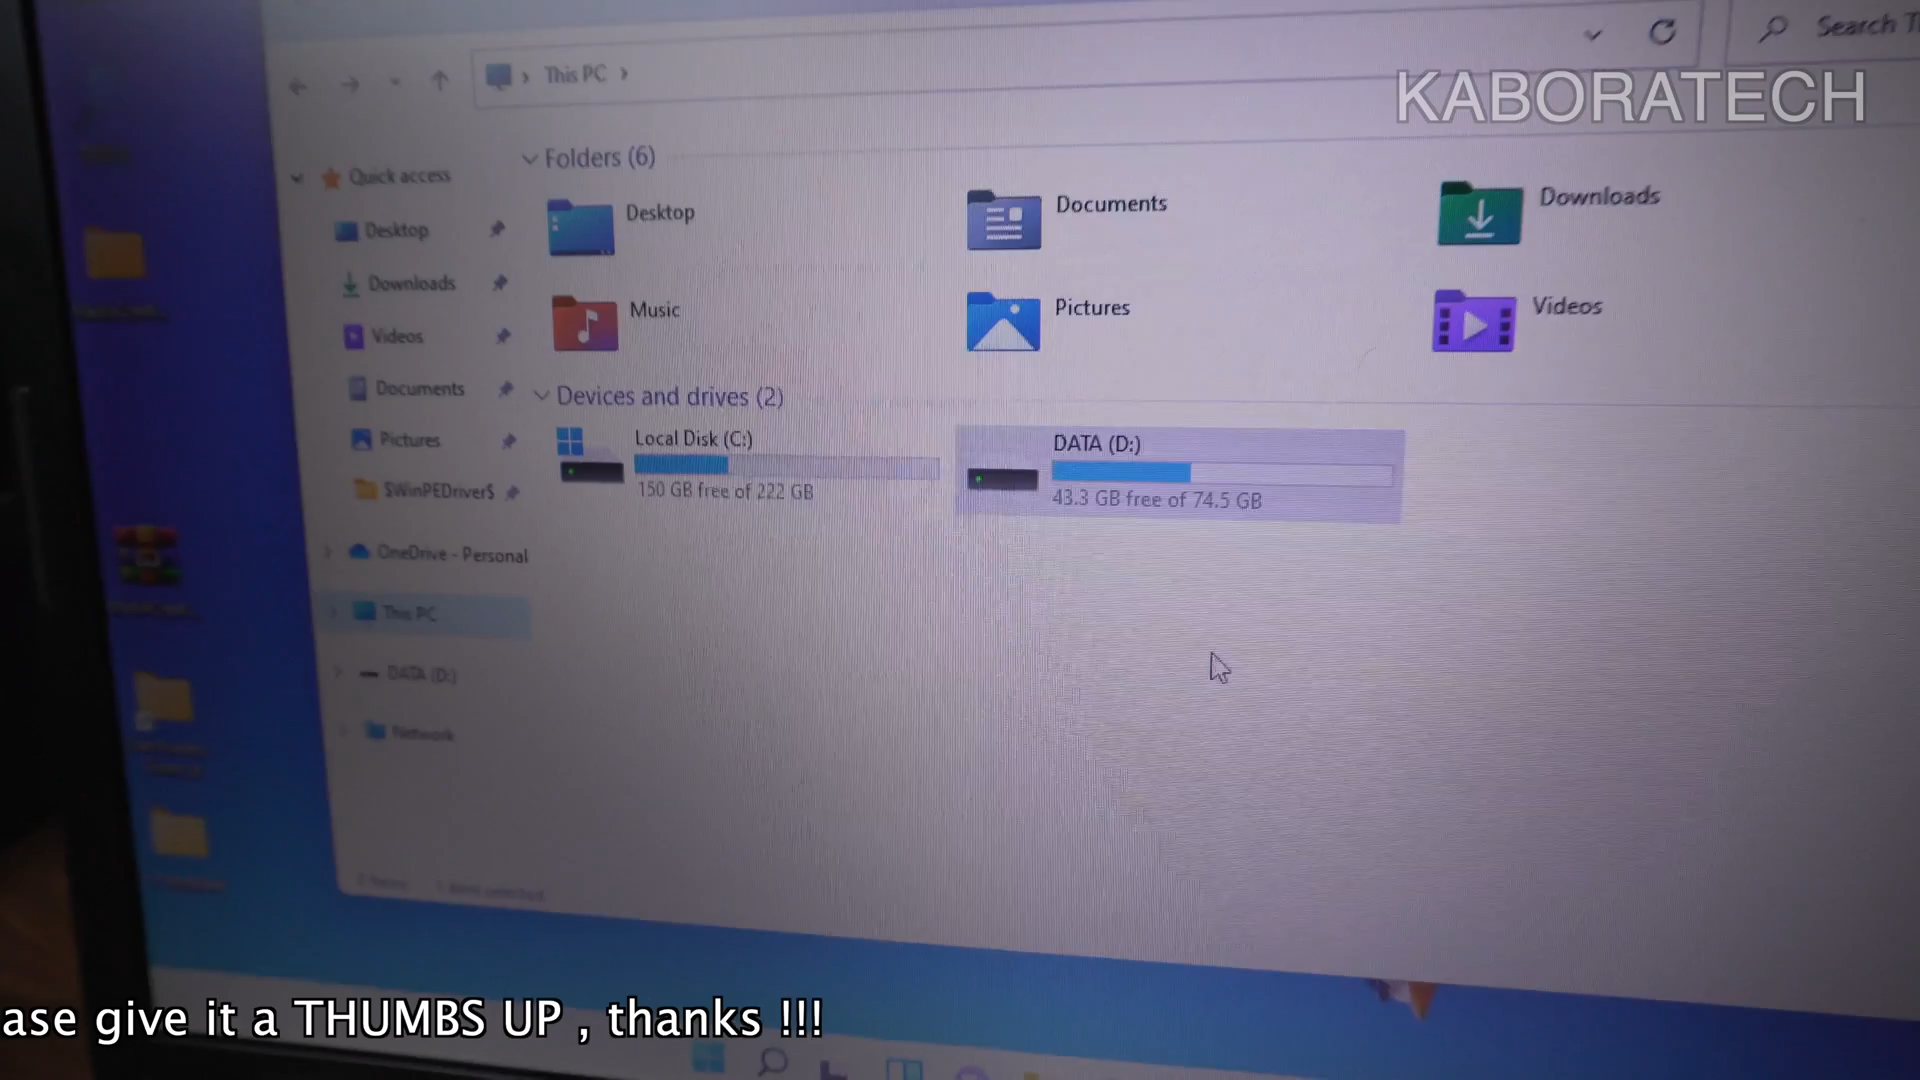 This PC
Search T
KABORATECH
Folders (6)
Quick access
Desktop
Documents
Downloads
Desktop
Downloads
Music
Pictures
Videos
Videos
Documents
Devices and drives (2)
Pictures
Local Disk (C:)
DATA (D:)
150 GB free of 222 GB
43.3 GB free of 74.5 GB
$WinPEDriver$
OneDrive - Personal
This PC
DATA (D:)
Network
ase give it a THUMBS UP , thanks !!!